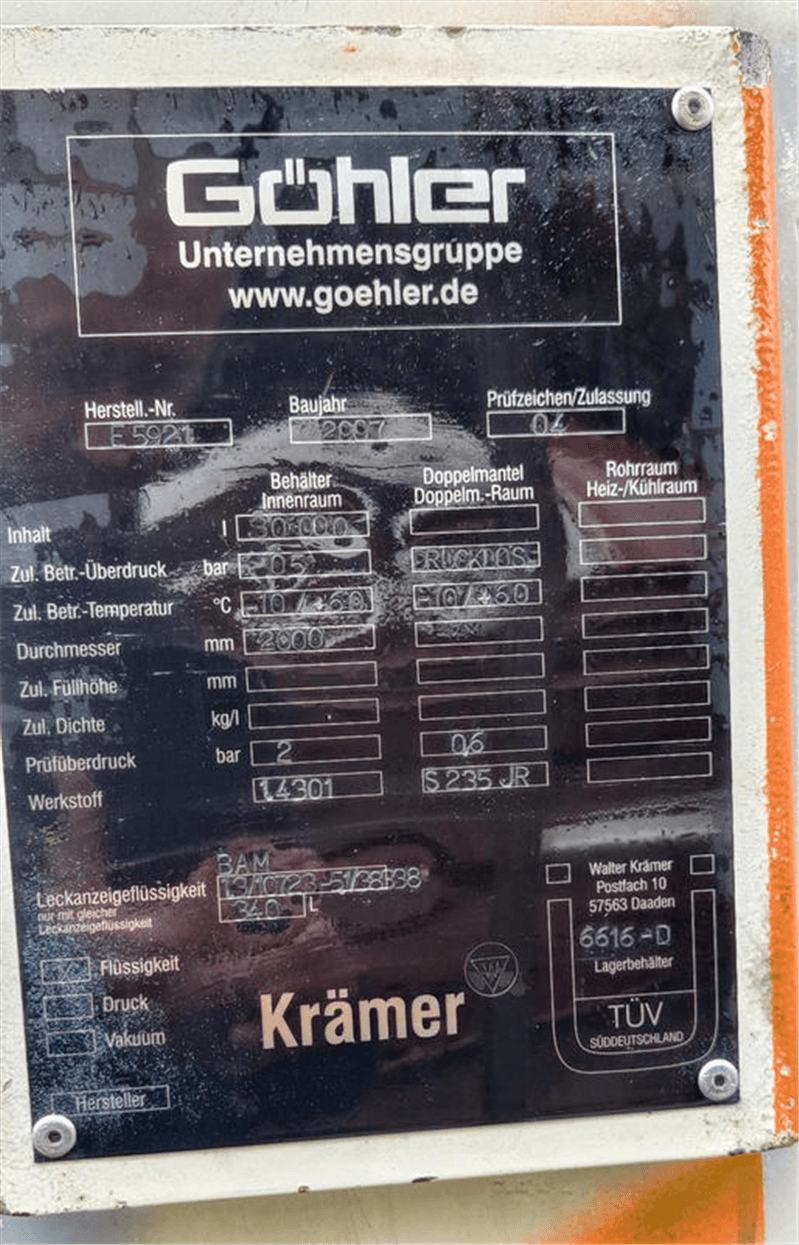 Göhler
Unternehmensgruppe
www.goehler.de
Herstell.-Nr. Baujahr Prüfzeichen/Zulassung
E 5921 2007 04
Behälter Innenraum Doppelmantel Doppelm.-Raum Rohrraum Heiz-/Kühlraum
Inhalt l 30.000
Zul. Betr.-Überdruck bar DRUCKLOS
Zul. Betr.-Temperatur °C -10/+60 -10/+60
Durchmesser mm 2000
Zul. Füllhöhe mm
Zul. Dichte kg/l
Prüfüberdruck bar 2 0,6
Werkstoff 1.4301 S 235 JR
BAM
Leckanzeigeflüssigkeit
nur mit gleicher
Leckanzeigeflüssigkeit
340 L
Flüssigkeit
Druck
Vakuum
Hersteller
Krämer
W
Walter Krämer
Postfach 10
57563 Daaden
6616-D
Lagerbehälter
TÜV
SÜDDEUTSCHLAND